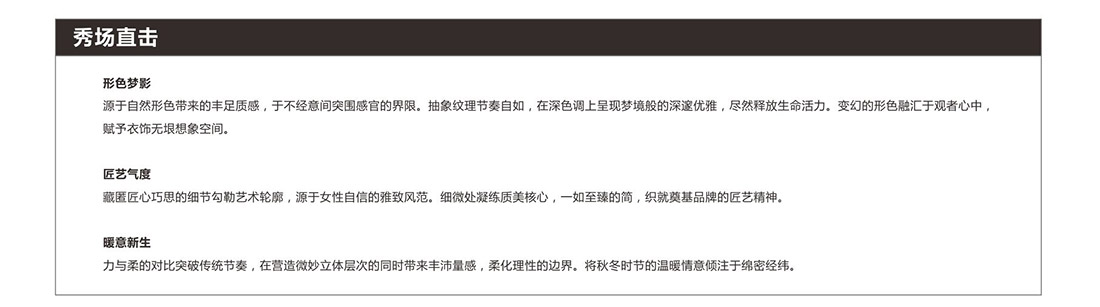 秀场直击
形色梦影
源于自然形色带来的丰足质感，于不经意间突围感官的界限。抽象纹理节奏自如，在深色调上呈现梦境般的深邃优雅，尽然释放生命活力。变幻的形色融汇于观者心中，
赋予衣饰无垠想象空间。
匠艺气度
藏匿匠心巧思的细节勾勒艺术轮廓，源于女性自信的雅致风范。细微处凝练质美核心，一如至臻的简，织就奠基品牌的匠艺精神。
暖意新生
力与柔的对比突破传统节奏，在营造微妙立体层次的同时带来丰沛量感，柔化理性的边界。将秋冬时节的温暖情意倾注于绵密经纬。